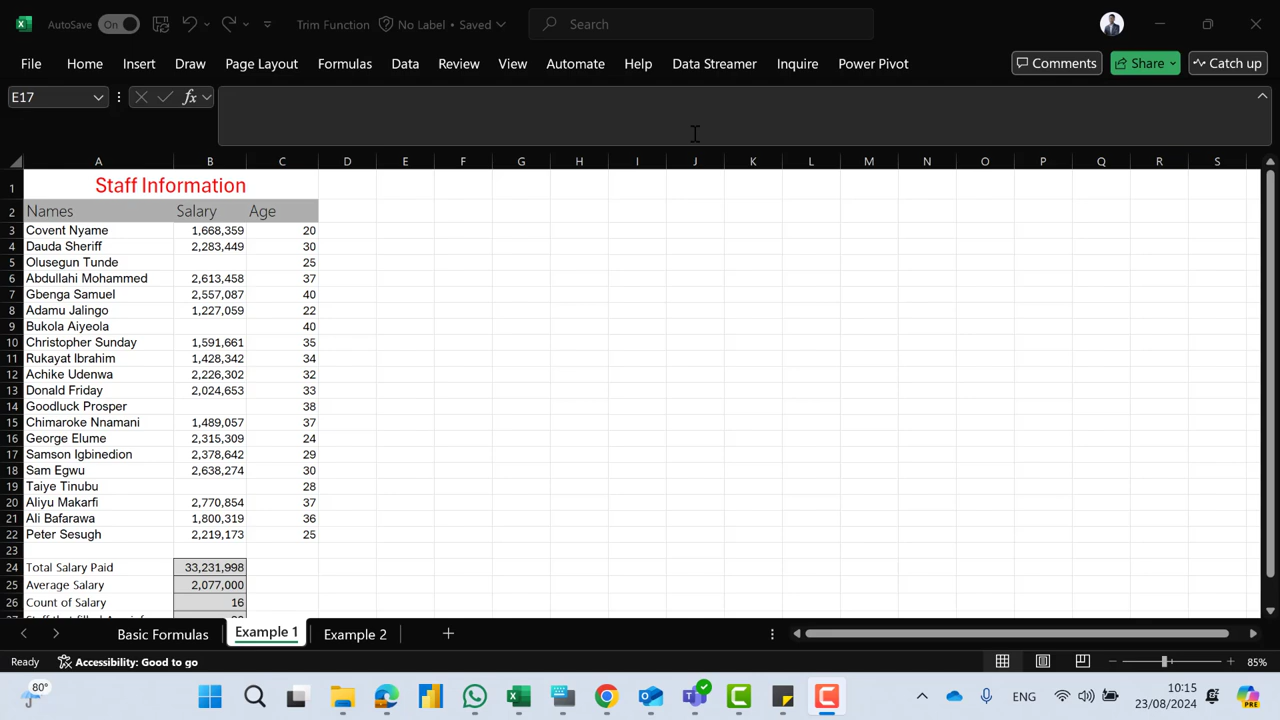 AutoSave On Trim Function No Label • Saved Search
File Home Insert Draw Page Layout Formulas Data Review View Automate Help Data Streamer Inquire Power Pivot Comments Share Catch up
E17 fx
A B C D E F G H I J K L M N O P Q R S
1 Staff Information
2 Names Salary Age
3 Covent Nyame 1,668,359 20
4 Dauda Sheriff 2,283,449 30
5 Olusegun Tunde 25
6 Abdullahi Mohammed 2,613,458 37
7 Gbenga Samuel 2,557,087 40
8 Adamu Jalingo 1,227,059 22
9 Bukola Aiyeola 40
10 Christopher Sunday 1,591,661 35
11 Rukayat Ibrahim 1,428,342 34
12 Achike Udenwa 2,226,302 32
13 Donald Friday 2,024,653 33
14 Goodluck Prosper 38
15 Chimaroke Nnamani 1,489,057 37
16 George Elume 2,315,309 24
17 Samson Igbinedion 2,378,642 29
18 Sam Egwu 2,638,274 30
19 Taiye Tinubu 28
20 Aliyu Makarfi 2,770,854 37
21 Ali Bafarawa 1,800,319 36
22 Peter Sesugh 2,219,173 25
23
24 Total Salary Paid 33,231,998
25 Average Salary 2,077,000
26 Count of Salary 16
Basic Formulas Example 1 Example 2
Ready Accessibility: Good to go 85%
80° ENG 10:15
23/08/2024 PRE